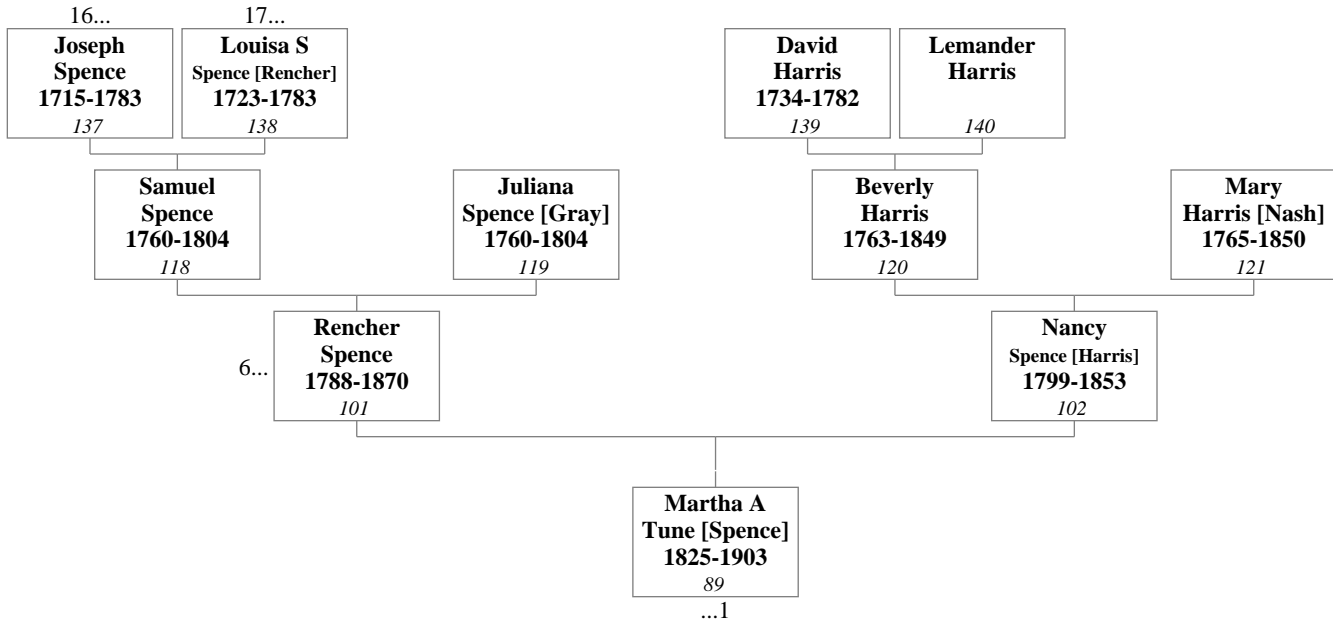 16...
17...
Joseph
Spence
1715-1783
137
Louisa S
Spence [Rencher]
1723-1783
138
David
Harris
1734-1782
139
Lemander
Harris
140
Samuel
Spence
1760-1804
118
Juliana
Spence [Gray]
1760-1804
119
Beverly
Harris
1763-1849
120
Mary
Harris [Nash]
1765-1850
121
6...
Rencher
Spence
1788-1870
101
Nancy
Spence [Harris]
1799-1853
102
Martha A
Tune [Spence]
1825-1903
89
...1